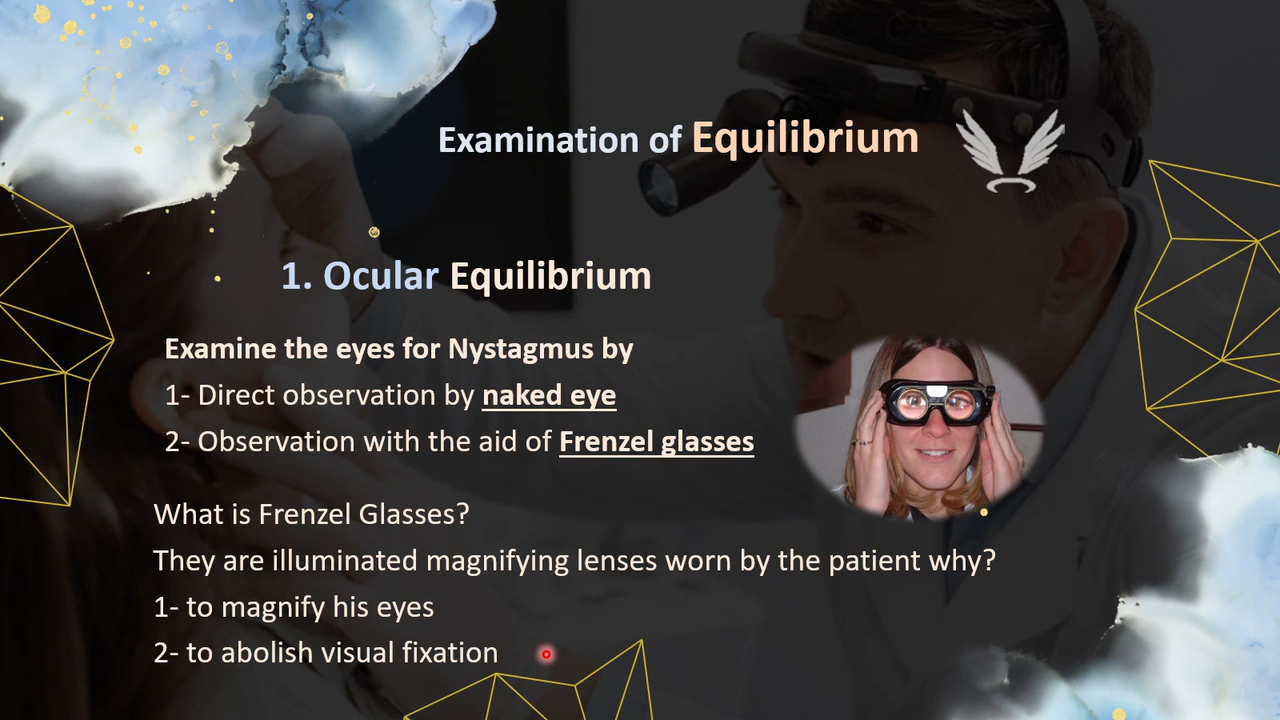 Examination of Equilibrium
1. Ocular Equilibrium
Examine the eyes for Nystagmus by
1- Direct observation by naked eye
2- Observation with the aid of Frenzel glasses
What is Frenzel Glasses?
They are illuminated magnifying lenses worn by the patient why?
1- to magnify his eyes
2- to abolish visual fixation